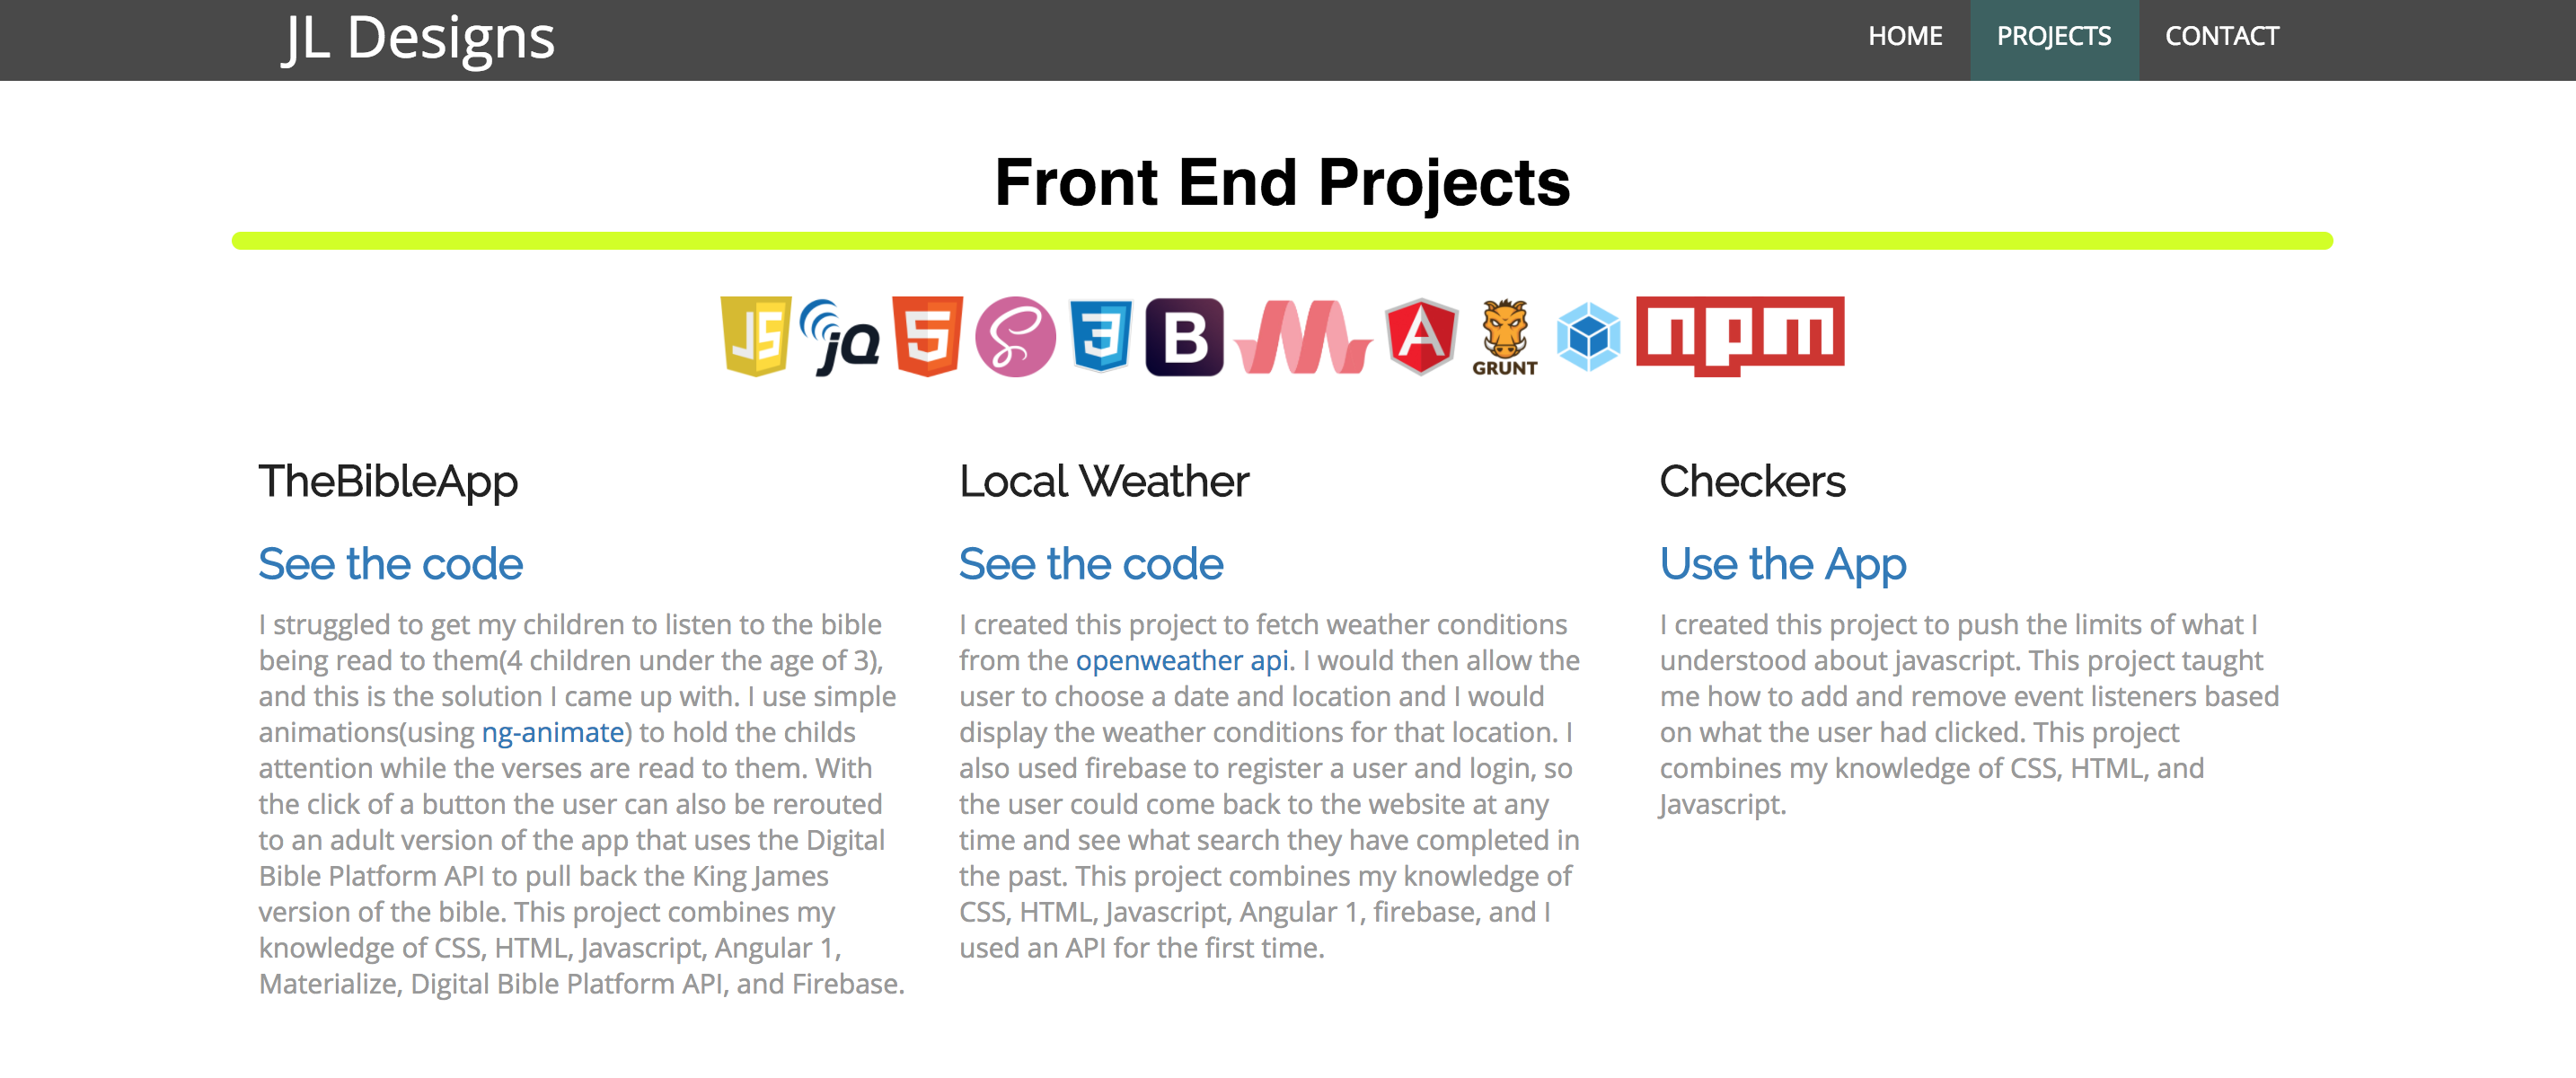 JL Designs
HOME PROJECTS CONTACT
Front End Projects
JS jQ 5 S 3 B A GRUNT npm
TheBibleApp
See the code
I struggled to get my children to listen to the bible
being read to them(4 children under the age of 3),
and this is the solution I came up with. I use simple
animations(using ng-animate) to hold the childs
attention while the verses are read to them. With
the click of a button the user can also be rerouted
to an adult version of the app that uses the Digital
Bible Platform API to pull back the King James
version of the bible. This project combines my
knowledge of CSS, HTML, Javascript, Angular 1,
Materialize, Digital Bible Platform API, and Firebase.
Local Weather
See the code
I created this project to fetch weather conditions
from the openweather api. I would then allow the
user to choose a date and location and I would
display the weather conditions for that location. I
also used firebase to register a user and login, so
the user could come back to the website at any
time and see what search they have completed in
the past. This project combines my knowledge of
CSS, HTML, Javascript, Angular 1, firebase, and I
used an API for the first time.
Checkers
Use the App
I created this project to push the limits of what I
understood about javascript. This project taught
me how to add and remove event listeners based
on what the user had clicked. This project
combines my knowledge of CSS, HTML, and
Javascript.